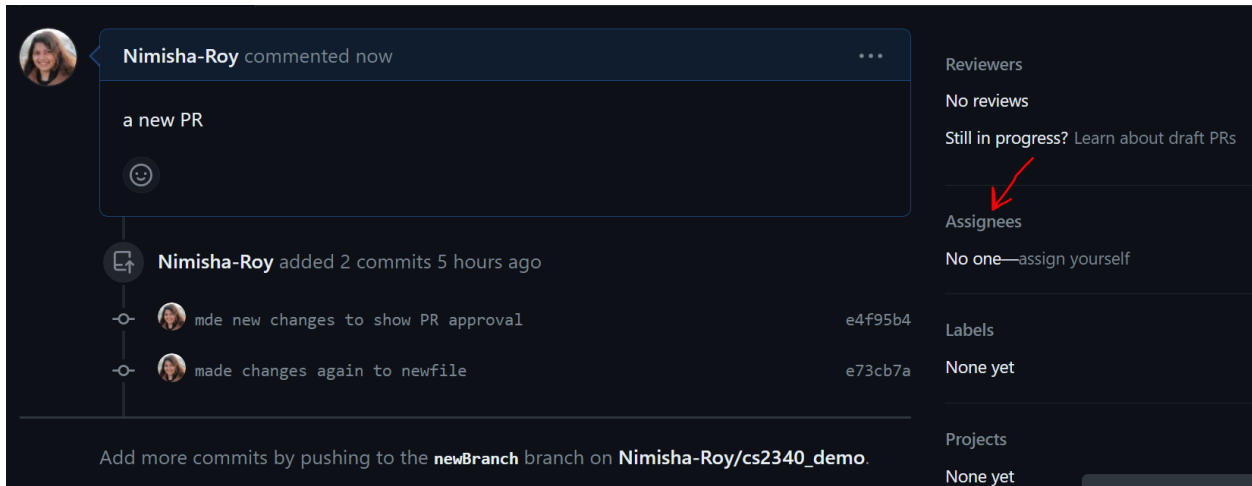 Nimisha-Roy commented now
a new PR
Nimisha-Roy added 2 commits 5 hours ago
mde new changes to show PR approval e4f95b4
made changes again to newfile e73cb7a
Add more commits by pushing to the newBranch branch on Nimisha-Roy/cs2340_demo.
Reviewers
No reviews
Still in progress? Learn about draft PRs
Assignees
No one—assign yourself
Labels
None yet
Projects
None yet